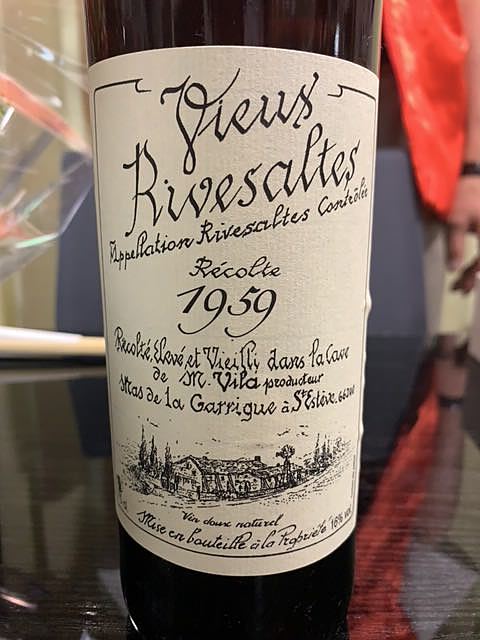 Vieux
Rivesaltes
Appellation Rivesaltes Contrôlée
Récolte
1959
Récolté, Elevé, et Vieilli dans la Cave
de M. Vila producteur
Mas de la Garrigue à St Estève. 66240
Vin doux naturel
Mise en bouteille à la Propriété 16% vol